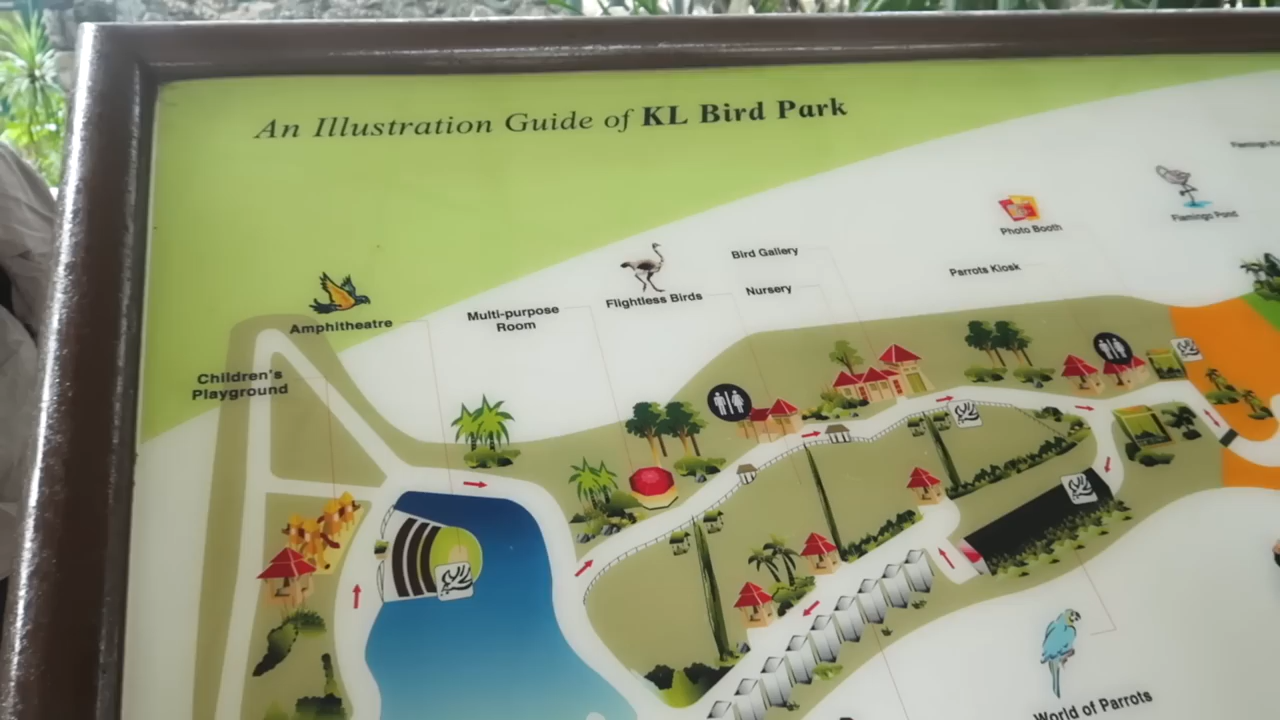 An Illustration Guide of KL Bird Park
Flamingo
Photo Booth
Flamingo Pond
Bird Gallery
Parrots Kiosk
Flightless Birds
Nursery
Multi-purpose
Room
Amphitheatre
Children's
Playground
World of Parrots